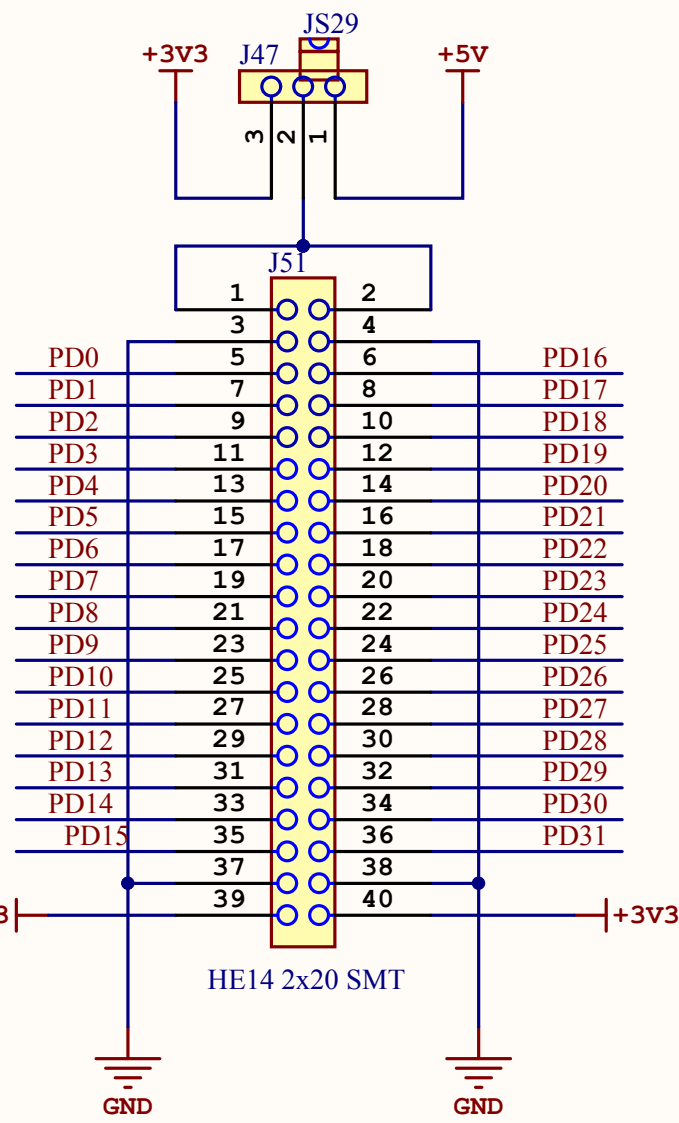 JS29
+3V3 J47 +5V
3 2 1
J51
1 2
3 4
PD0 5 6 PD16
PD1 7 8 PD17
PD2 9 10 PD18
PD3 11 12 PD19
PD4 13 14 PD20
PD5 15 16 PD21
PD6 17 18 PD22
PD7 19 20 PD23
PD8 21 22 PD24
PD9 23 24 PD25
PD10 25 26 PD26
PD11 27 28 PD27
PD12 29 30 PD28
PD13 31 32 PD29
PD14 33 34 PD30
PD15 35 36 PD31
37 38
3 39 40 +3V3
HE14 2x20 SMT
GND GND